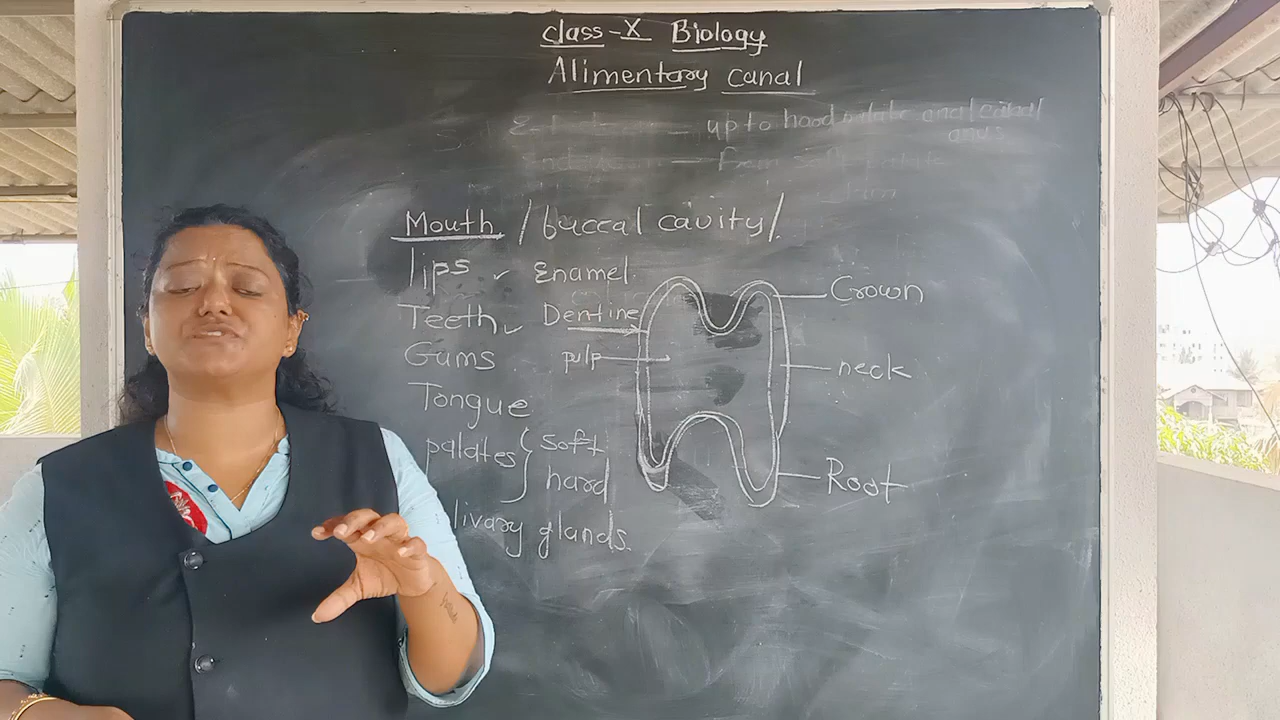 class-X Biology
Alimentary canal
up to hard palate anal canal
anus
from soft palate
Mouth / buccal cavity/
lips ✓ Enamel
Teeth ✓ Dentine
Crown
pulp
Gums
neck
Tongue
palates { soft
hard
Root
livary glands.